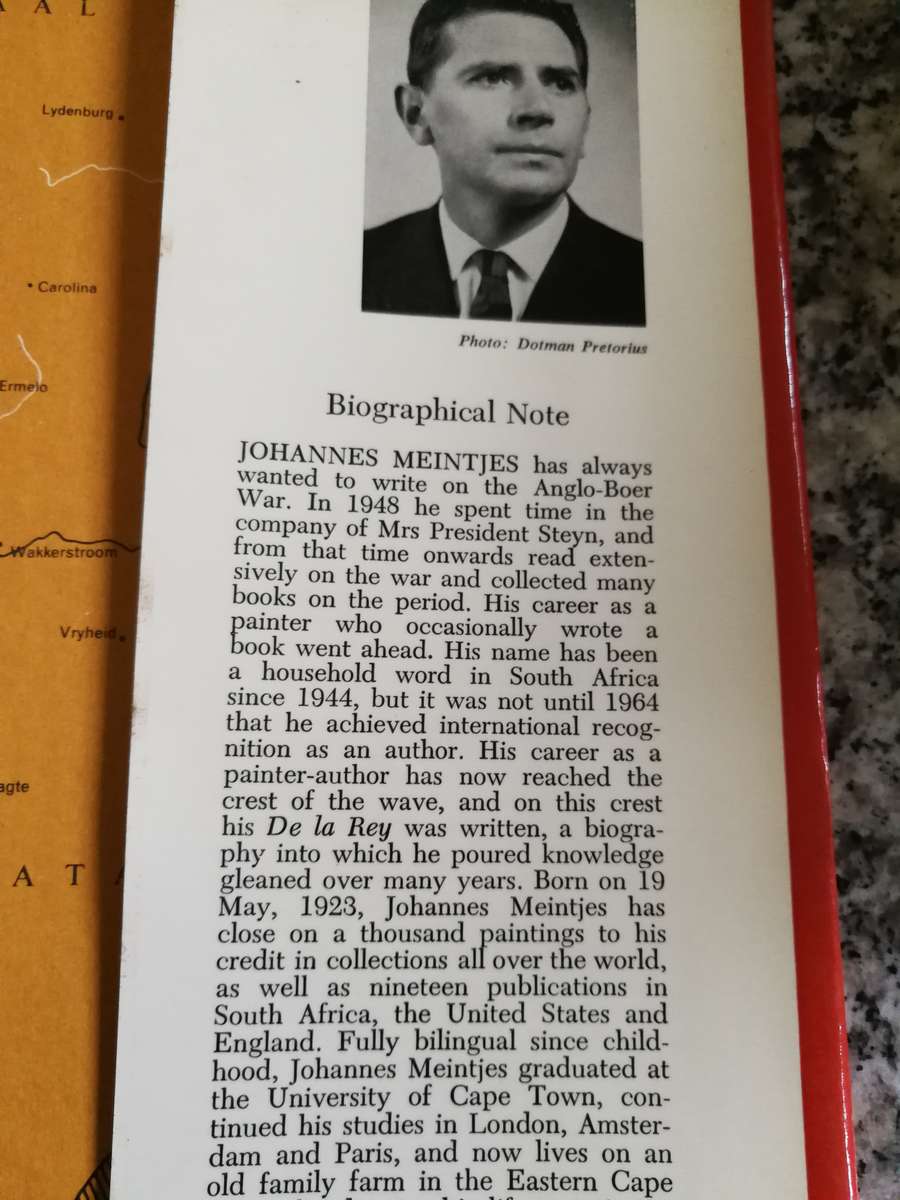 A A L
Lydenburg
Carolina
Ermelo
Wakkerstroom
Vryheid
agte
A T A
Photo: Dotman Pretorius
Biographical Note
JOHANNES MEINTJES has always
wanted to write on the Anglo-Boer
War. In 1948 he spent time in the
company of Mrs President Steyn, and
from that time onwards read exten-
sively on the war and collected many
books on the period. His career as a
painter who occasionally wrote a
book went ahead. His name has been
a household word in South Africa
since 1944, but it was not until 1964
that he achieved international recog-
nition as an author. His career as a
painter-author has now reached the
crest of the wave, and on this crest
his De la Rey was written, a biogra-
phy into which he poured knowledge
gleaned over many years. Born on 19
May, 1923, Johannes Meintjes has
close on a thousand paintings to his
credit in collections all over the world,
as well as nineteen publications in
South Africa, the United States and
England. Fully bilingual since child-
hood, Johannes Meintjes graduated at
the University of Cape Town, con-
tinued his studies in London, Amster-
dam and Paris, and now lives on an
old family farm in the Eastern Cape